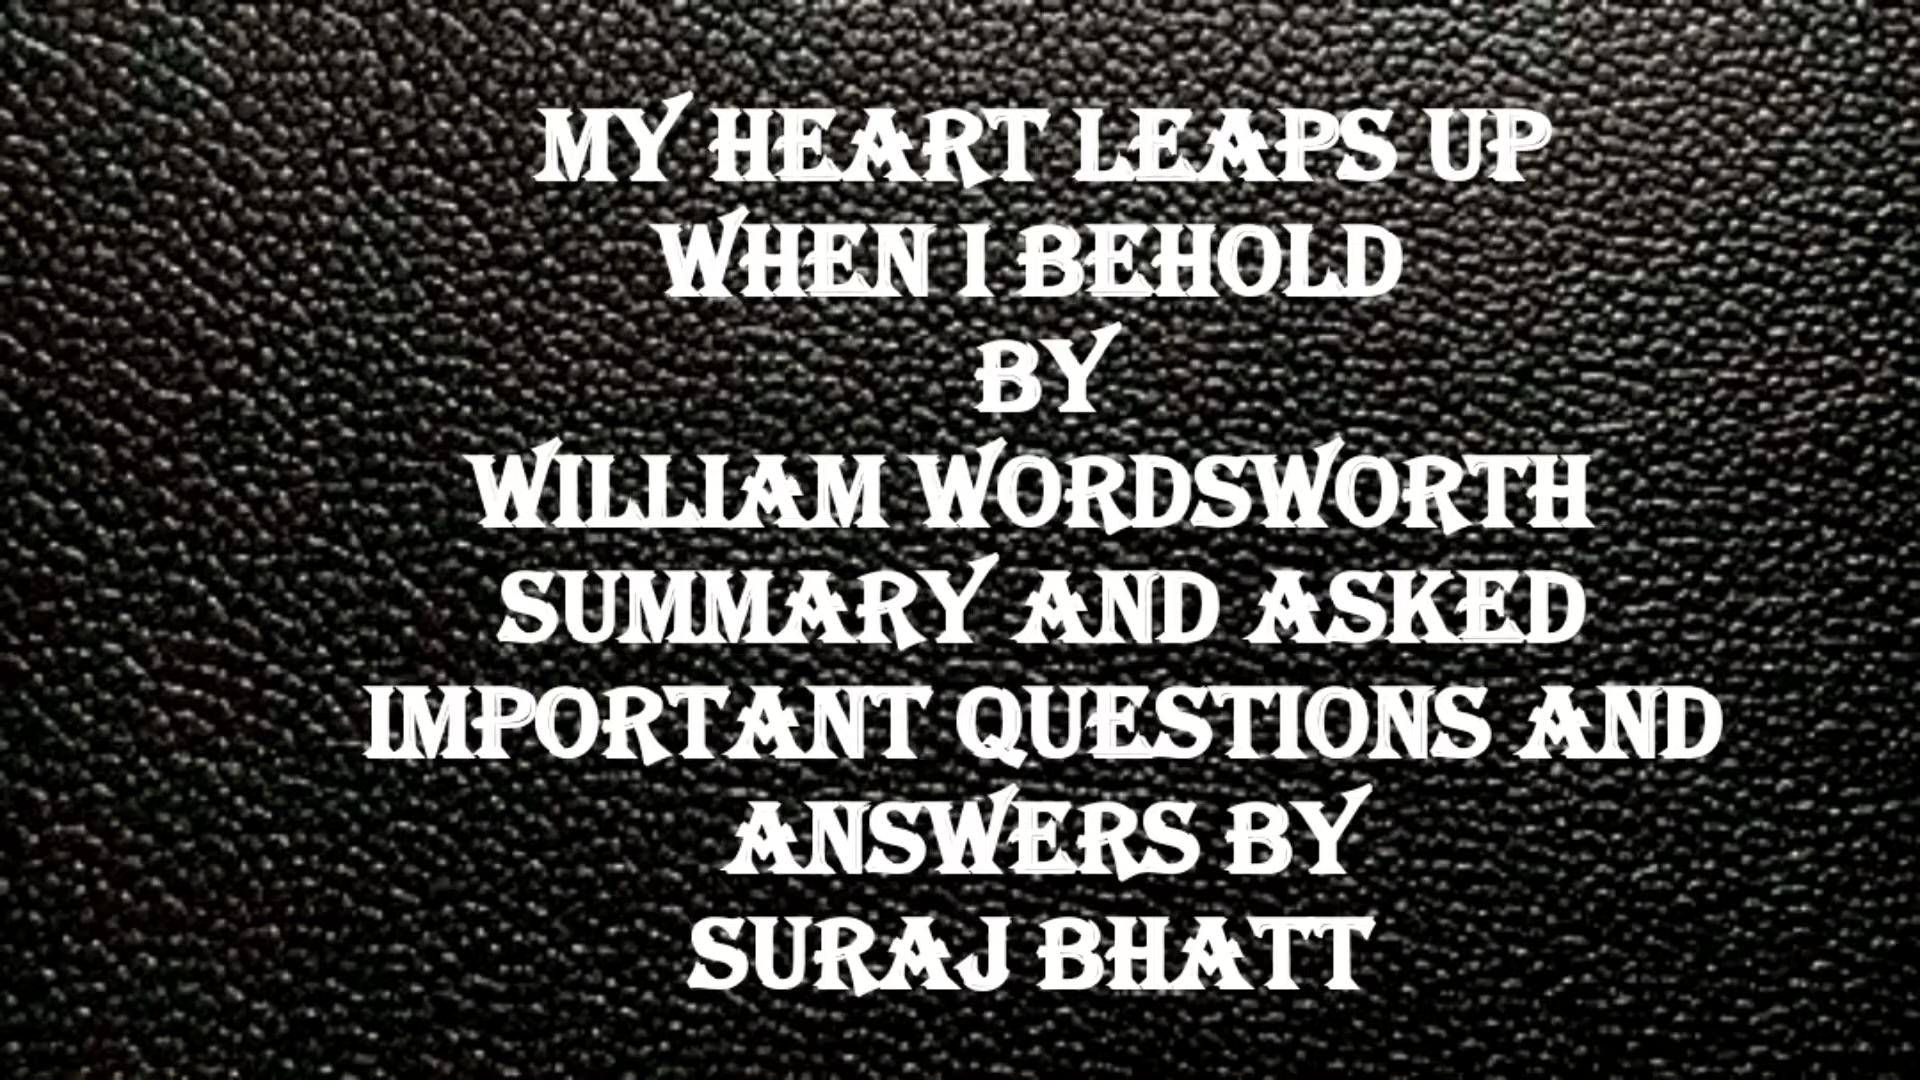 MY HEART LEAPS UP
WHEN I BEHOLD
BY
WILLIAM WORDSWORTH
SUMMARY AND ASKED
IMPORTANT QUESTIONS AND
ANSWERS BY
SURAJ BHATT